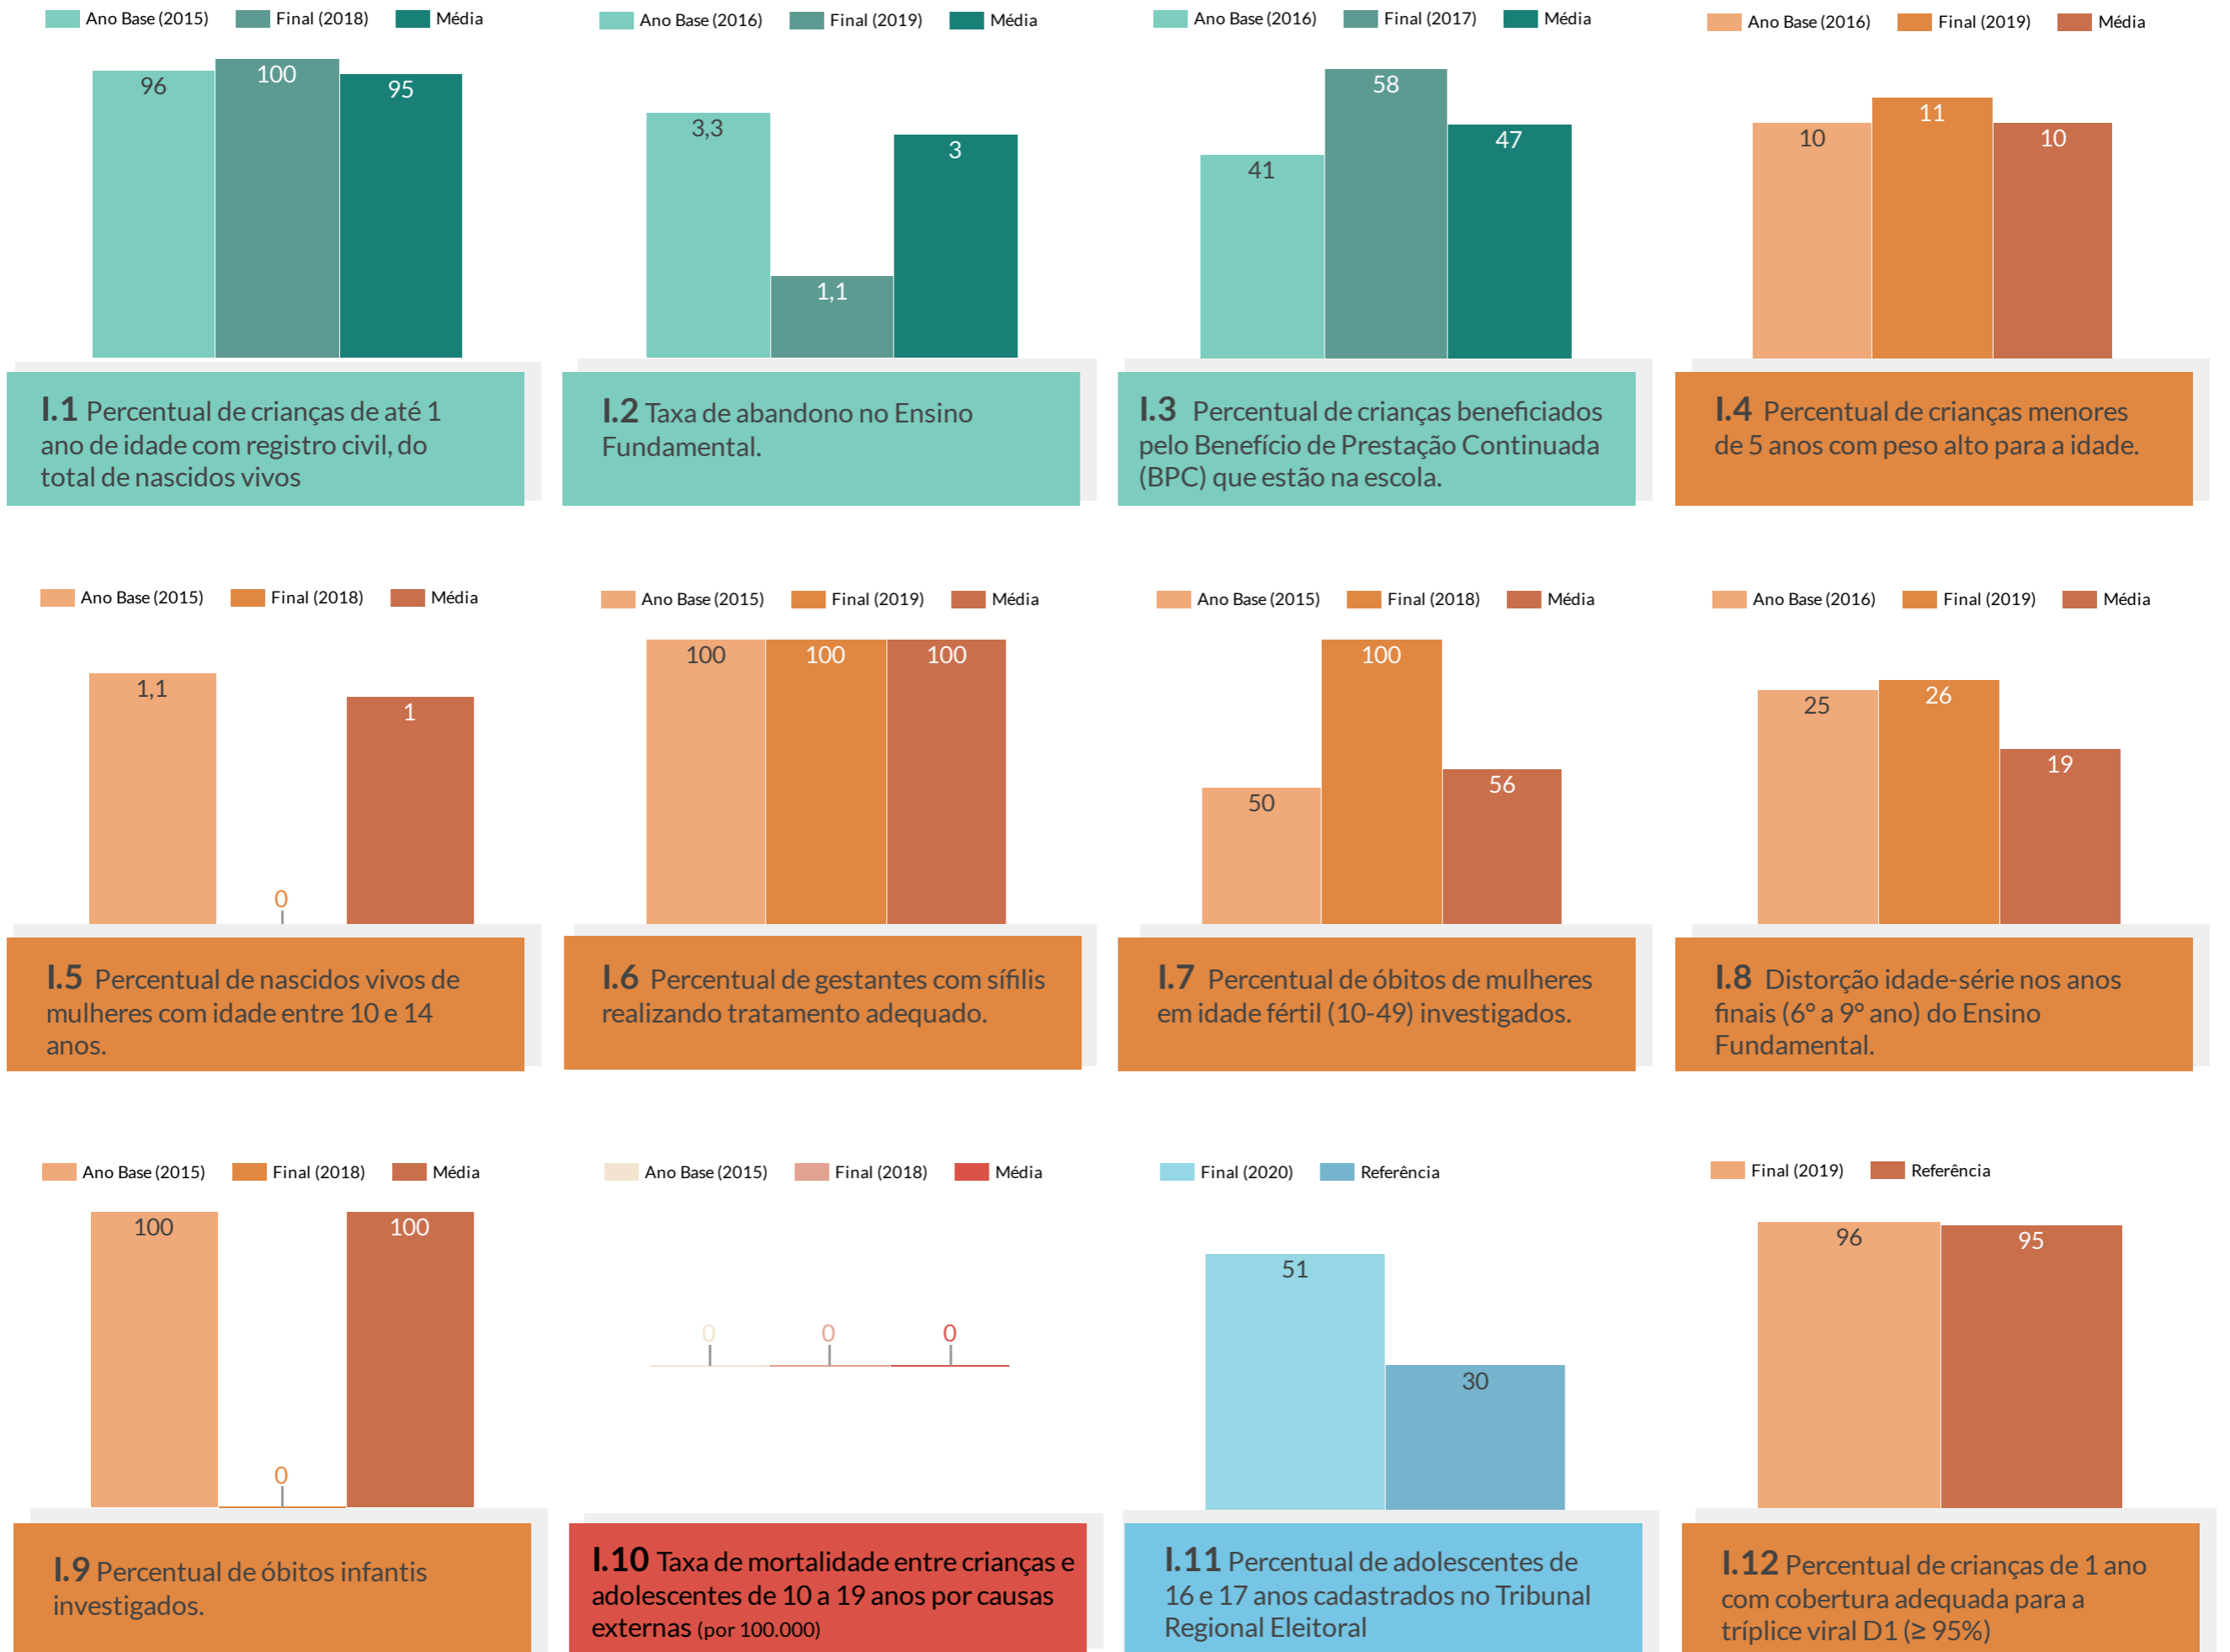 Ano Base (2015) Final (2018) Média
96
100
95
I.1 Percentual de crianças de até 1
ano de idade com registro civil, do
total de nascidos vivos
Ano Base (2016) Final (2019) Média
3,3
1,1
3
I.2 Taxa de abandono no Ensino
Fundamental.
Ano Base (2016) Final (2017) Média
41
58
47
I.3 Percentual de crianças beneficiados
pelo Benefício de Prestação Continuada
(BPC) que estão na escola.
Ano Base (2016) Final (2019) Média
10
11
10
I.4 Percentual de crianças menores
de 5 anos com peso alto para a idade.
Ano Base (2015) Final (2018) Média
1,1
0
1
I.5 Percentual de nascidos vivos de
mulheres com idade entre 10 e 14
anos.
Ano Base (2015) Final (2019) Média
100
100
100
I.6 Percentual de gestantes com sífilis
realizando tratamento adequado.
Ano Base (2015) Final (2018) Média
50
100
56
I.7 Percentual de óbitos de mulheres
em idade fértil (10-49) investigados.
Ano Base (2016) Final (2019) Média
25
26
19
I.8 Distorção idade-série nos anos
finais (6° a 9° ano) do Ensino
Fundamental.
Ano Base (2015) Final (2018) Média
100
0
100
I.9 Percentual de óbitos infantis
investigados.
Ano Base (2015) Final (2018) Média
0
0
0
I.10 Taxa de mortalidade entre crianças e
adolescentes de 10 a 19 anos por causas
externas (por 100.000)
Final (2020) Referência
51
30
I.11 Percentual de adolescentes de
16 e 17 anos cadastrados no Tribunal
Regional Eleitoral
Final (2019) Referência
96
95
I.12 Percentual de crianças de 1 ano
com cobertura adequada para a
tríplice viral D1 (≥ 95%)